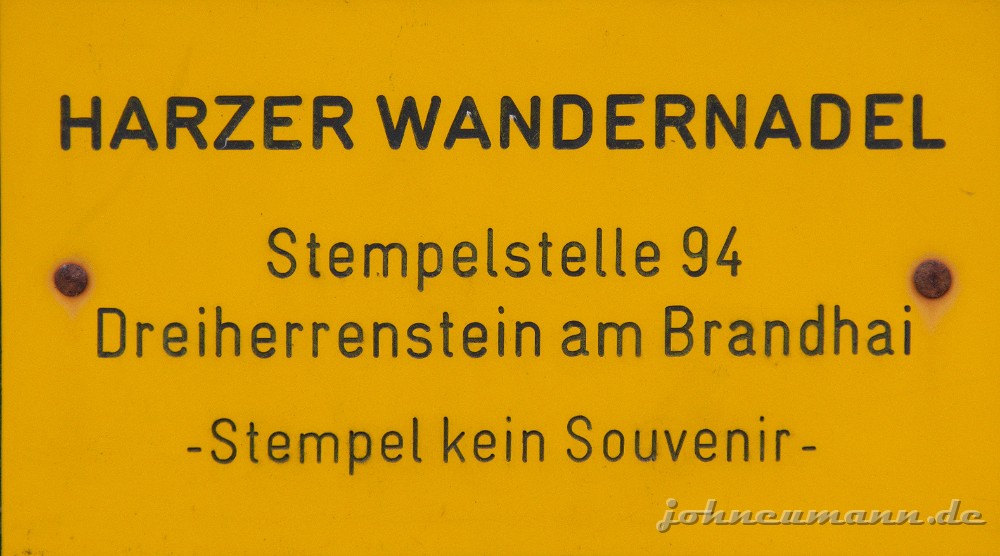 HARZER WANDERNADEL
Stempelstelle 94
Dreiherrenstein am Brandhai
-Stempel kein Souvenir-
johneumann.de